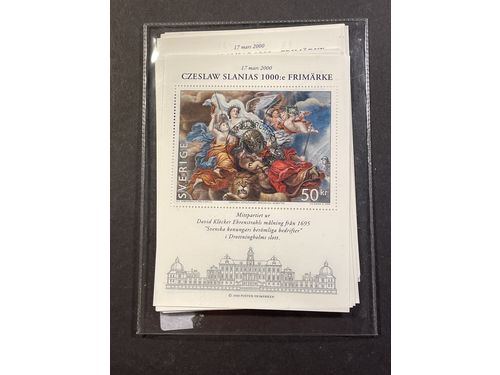 17 mars 2000
17 mars 2000
CZESLAW SLANIAS 1000:e FRIMÄRKE
SVERIGE
50 kr
Mittpartiet ur
David Klöcker Ehrenstrahls målning från 1695
"Svenska konungars berömliga bedrifter"
i Drottningholms slott.